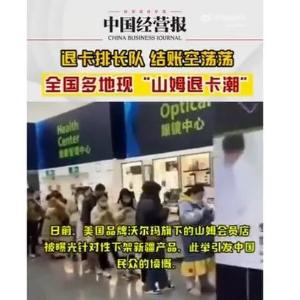 中国经营报
CHINA BUSINESS JOURNAL
退卡排长队 结账空荡荡
全国多地现“山姆退卡潮”
Health
Center
Optical
眼镜中心
日前，美国品牌沃尔玛旗下的山姆会员店
被曝光针对性下架新疆产品，此举引发中国
民众的愤慨。